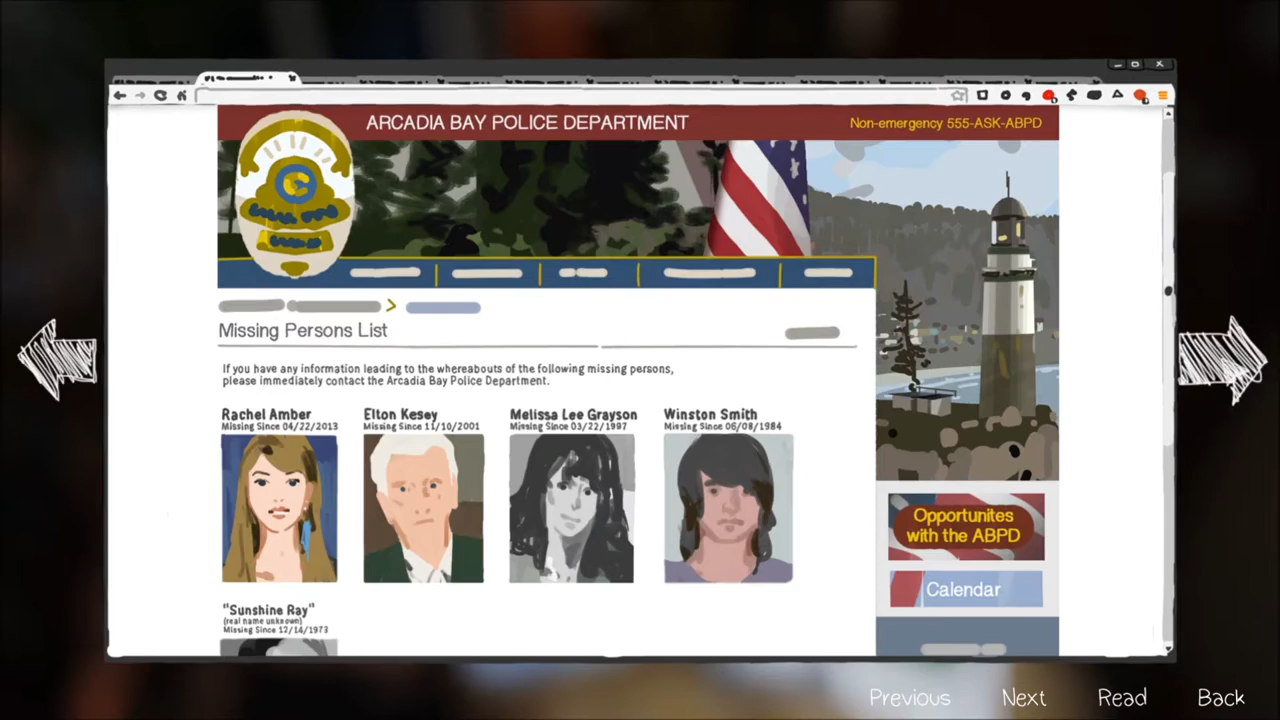 ARCADIA BAY POLICE DEPARTMENT
Non-emergency 555-ASK-ABPD
Missing Persons List
If you have any information leading to the whereabouts of the following missing persons,
please immediately contact the Arcadia Bay Police Department.
Rachel Amber
Missing Since 04/22/2013
Elton Kesey
Missing Since 11/10/2001
Melissa Lee Grayson
Missing Since 03/22/1997
Winston Smith
Missing Since 06/08/1984
"Sunshine Ray"
(real name unknown)
Missing Since 12/14/1973
Opportunites
with the ABPD
Calendar
Previous
Next
Read
Back